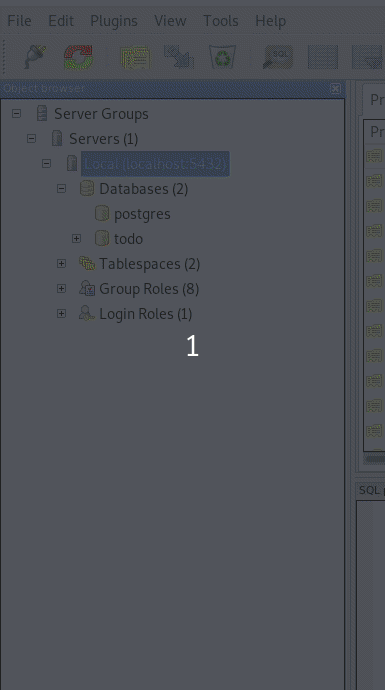 File Edit Plugins View Tools Help
SQL
Object browser
Pr
Server Groups
Pr
Servers (1)
Local (localhost:5432)
Databases (2)
postgres
todo
Tablespaces (2)
Group Roles (8)
Login Roles (1)
1
SQL